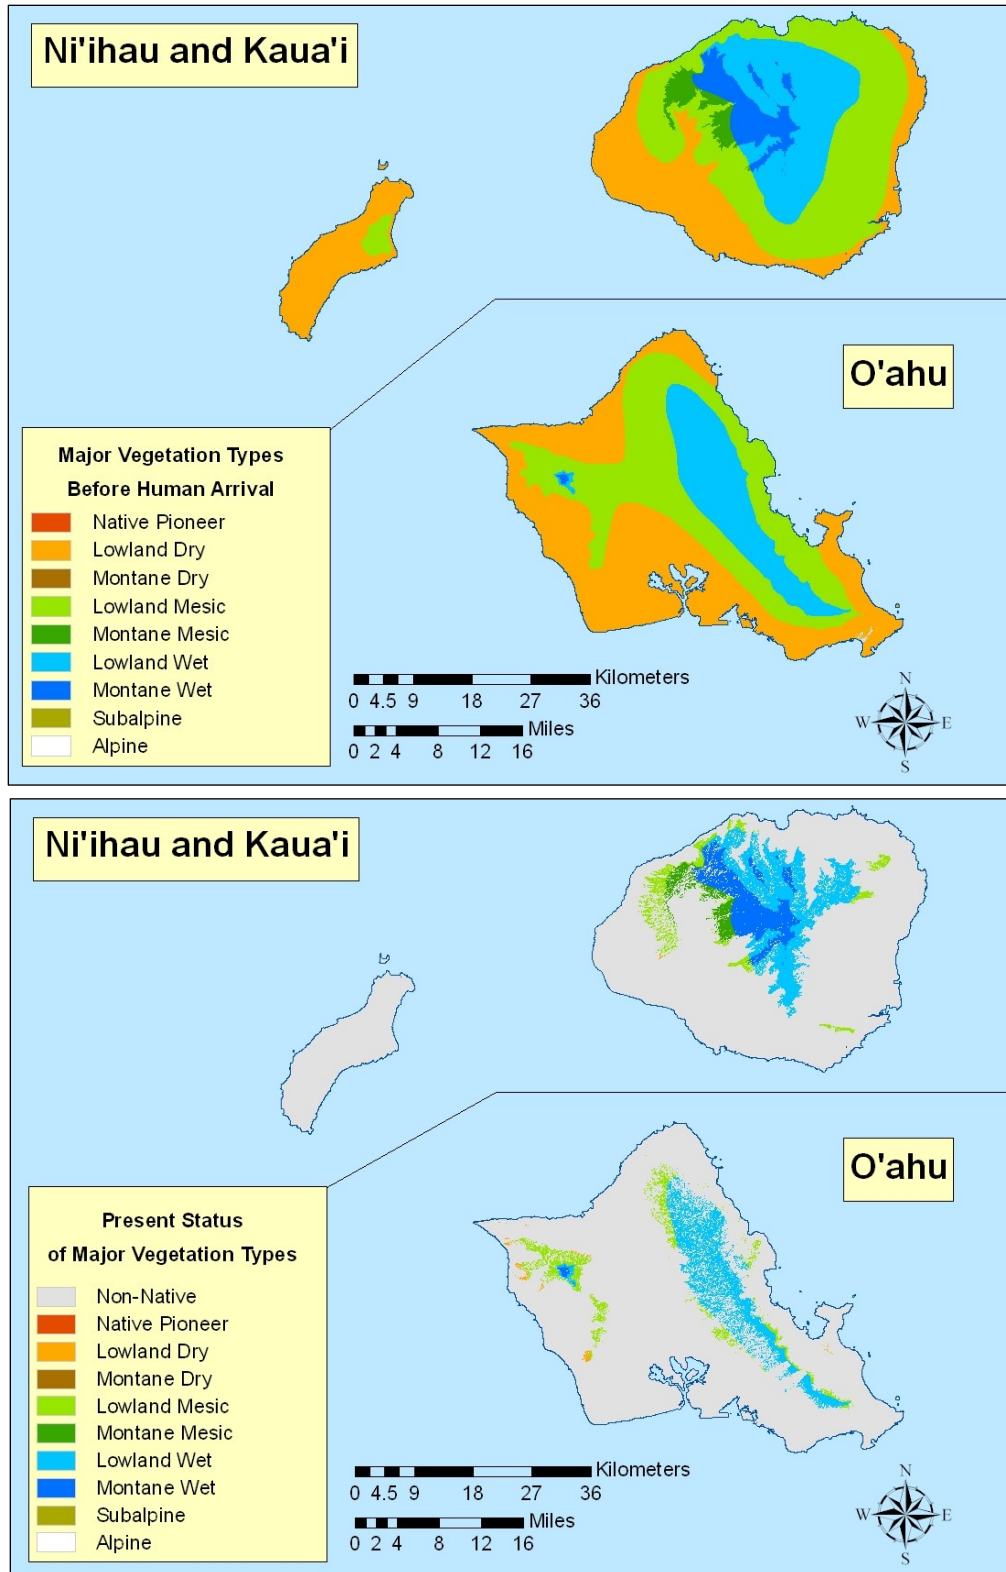 Ni'ihau and Kaua'i
O'ahu
Major Vegetation Types
Before Human Arrival
Native Pioneer
Lowland Dry
Montane Dry
Lowland Mesic
Montane Mesic
Lowland Wet
Montane Wet
Subalpine
Alpine
Kilometers
0 4.5 9 18 27 36
Miles
0 2 4 8 12 16
N
W E
S
Ni'ihau and Kaua'i
O'ahu
Present Status
of Major Vegetation Types
Non-Native
Native Pioneer
Lowland Dry
Montane Dry
Lowland Mesic
Montane Mesic
Lowland Wet
Montane Wet
Subalpine
Alpine
Kilometers
0 4.5 9 18 27 36
Miles
0 2 4 8 12 16
N
W E
S